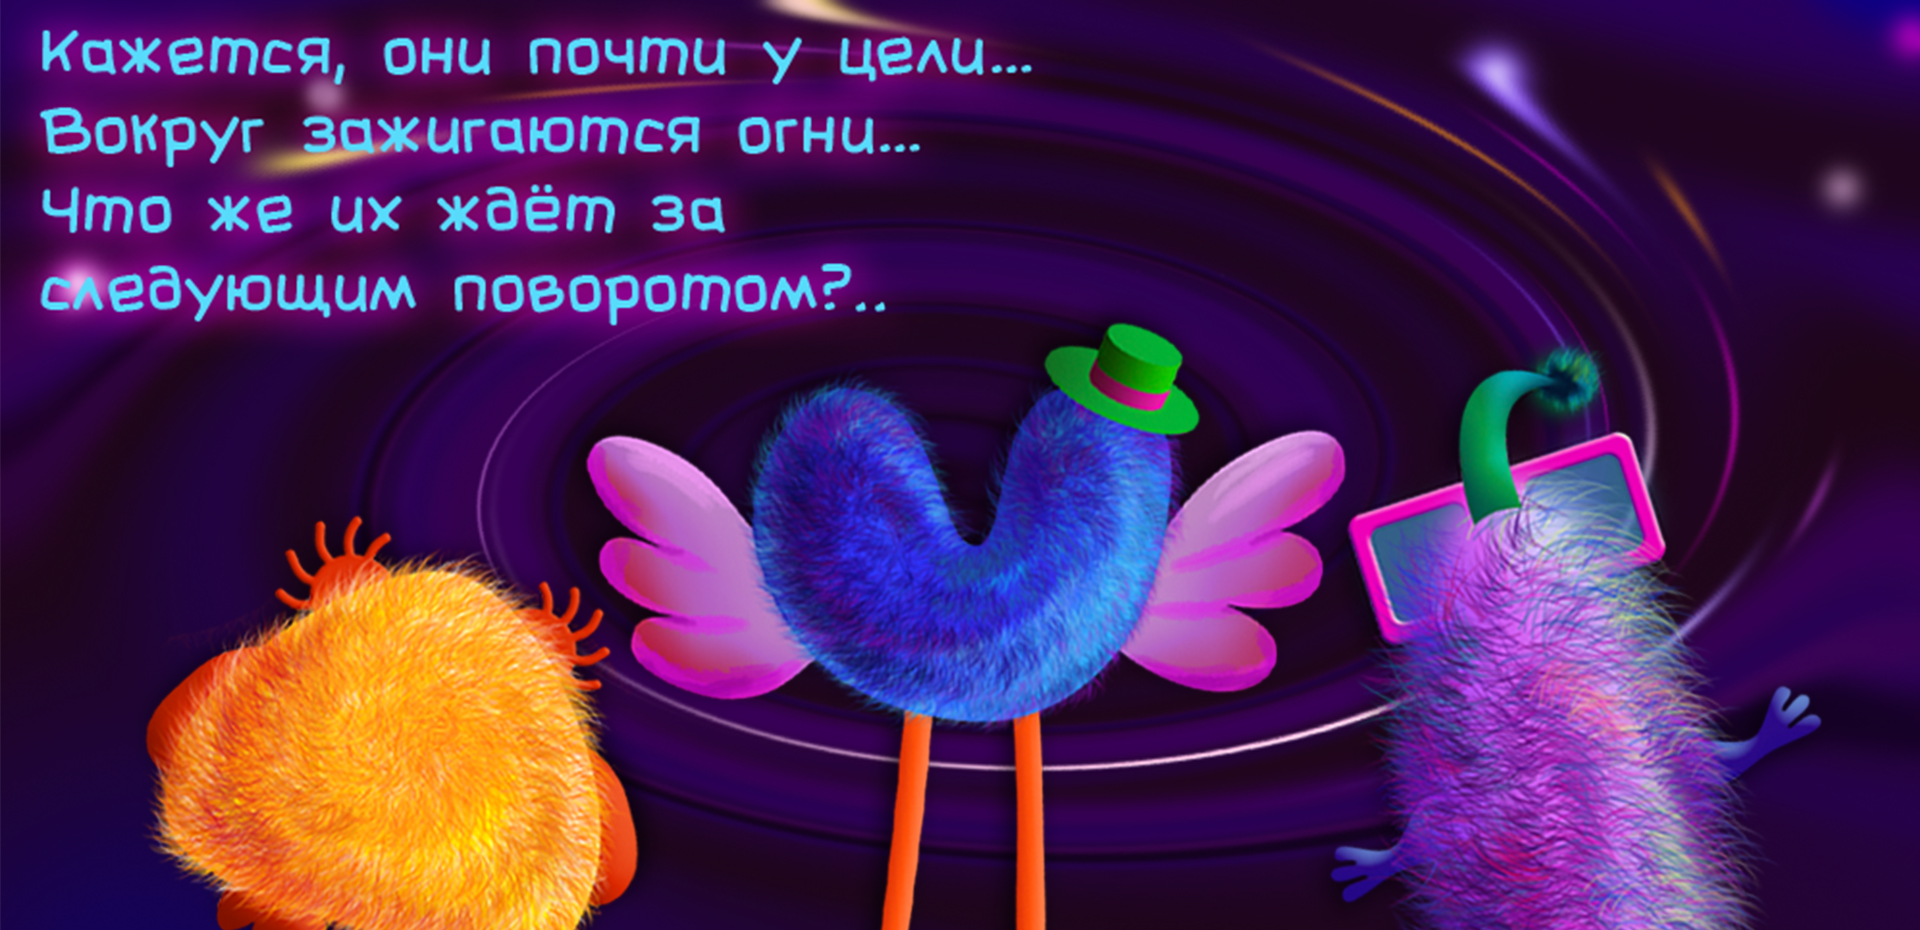 Кажется, они почти у цели...
Вокруг зажигаются огни...
Что же их ждёт за
следующим поворотом?..